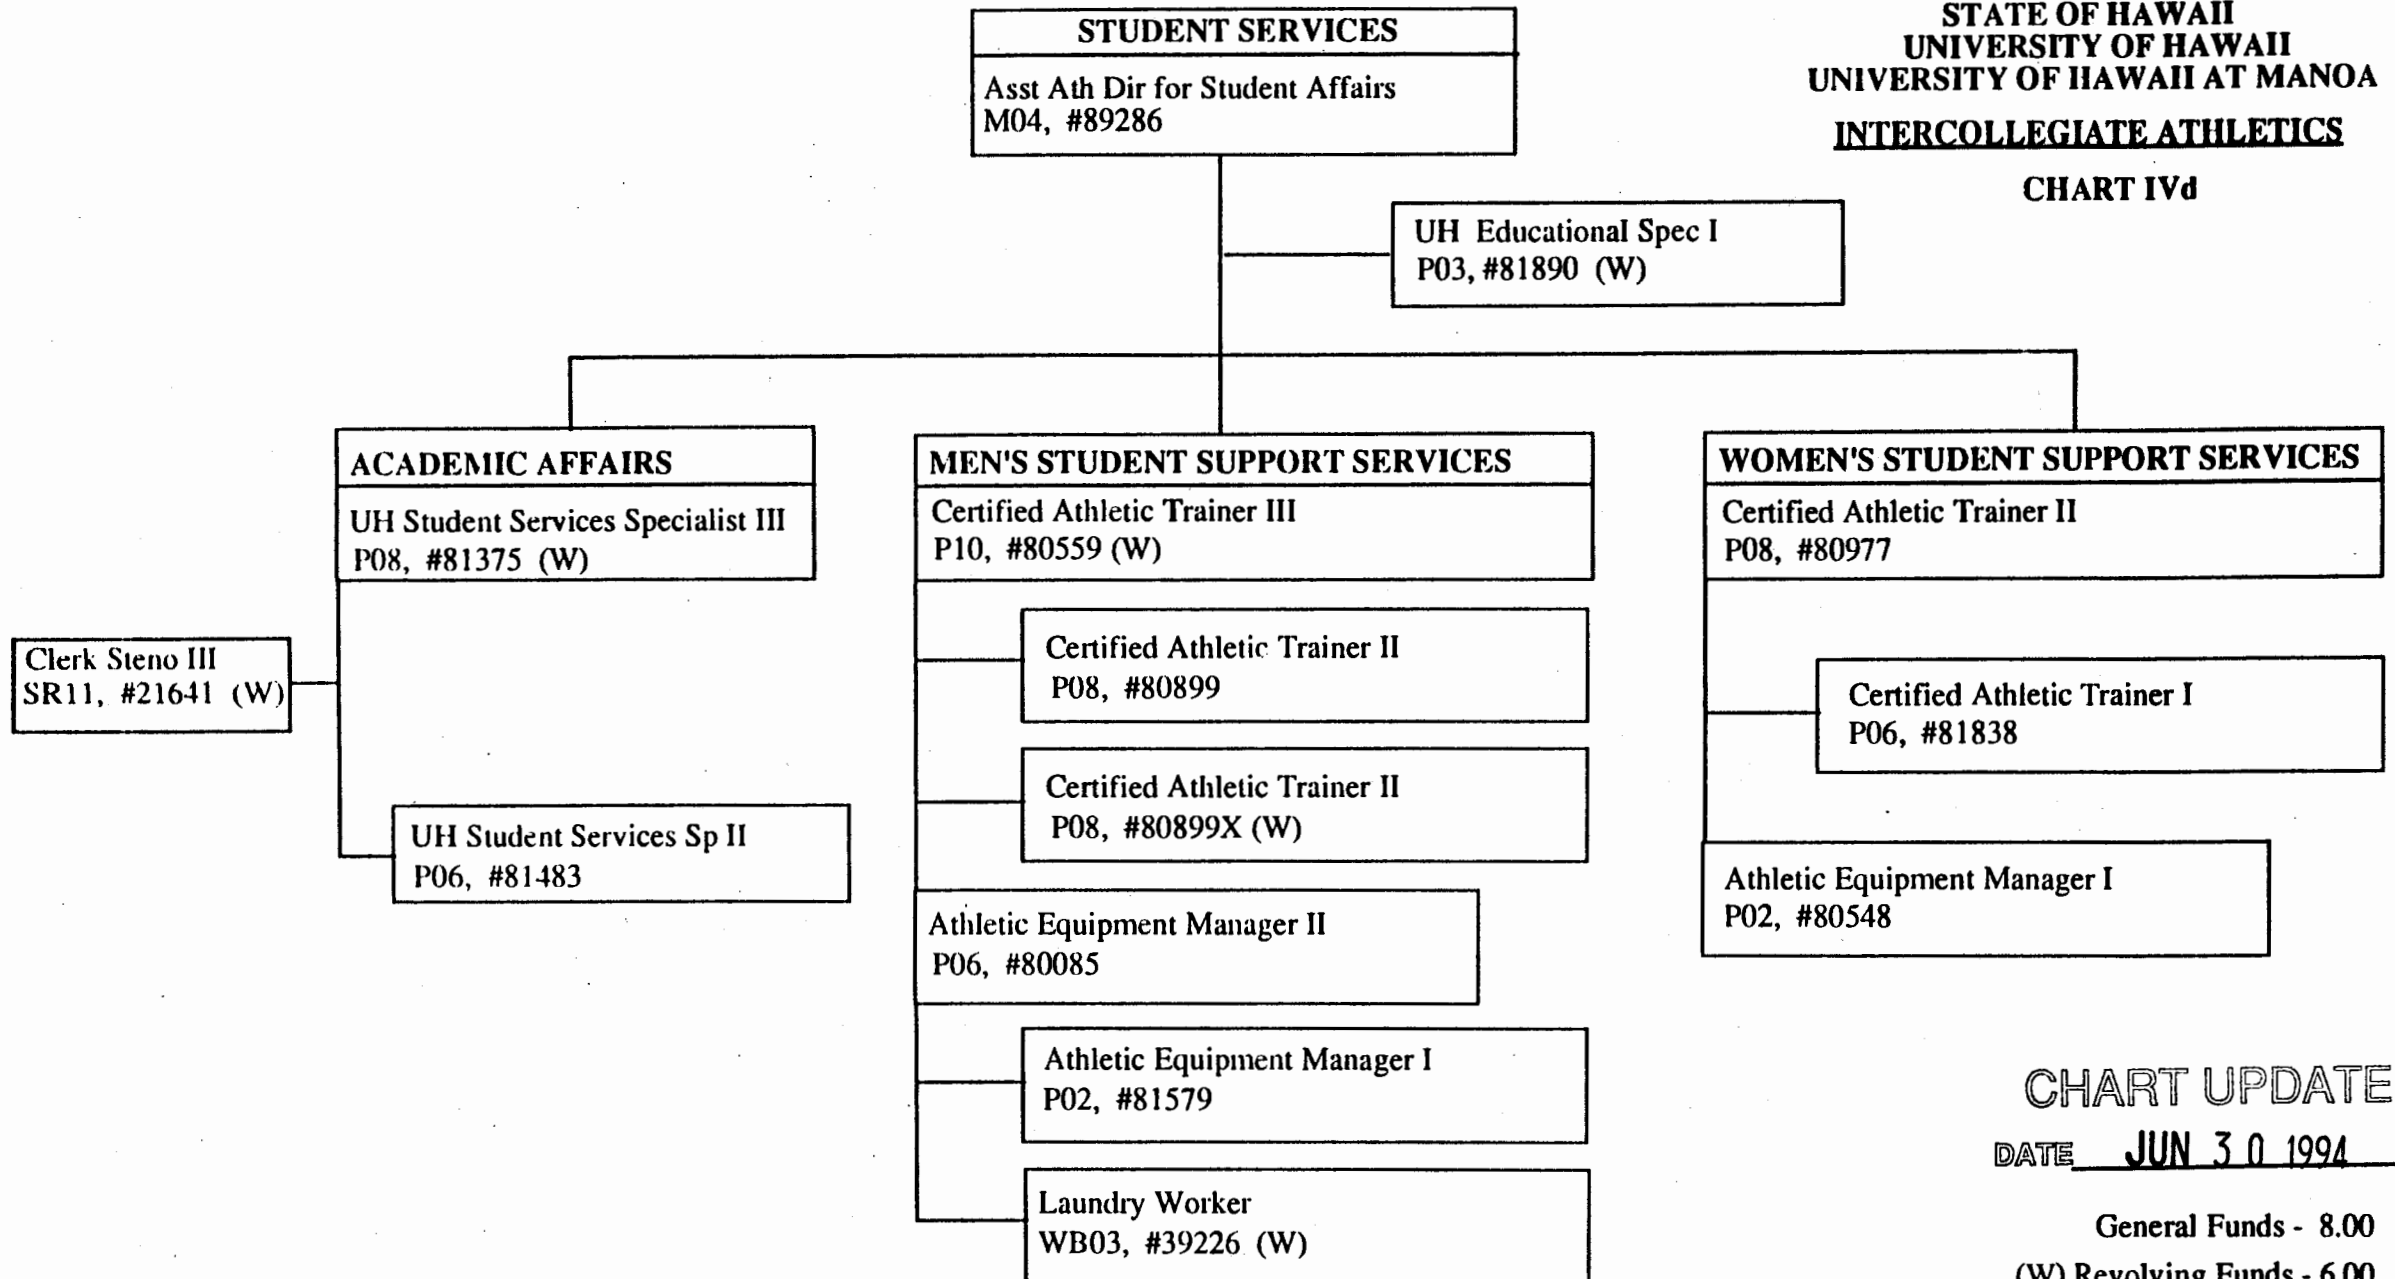 STATE OF HAWAII
UNIVERSITY OF HAWAII
UNIVERSITY OF HAWAII AT MANOA
INTERCOLLEGIATE ATHLETICS
CHART IVd
STUDENT SERVICES
Asst Ath Dir for Student Affairs
M04, #89286
UH Educational Spec I
P03, #81890 (W)
ACADEMIC AFFAIRS
UH Student Services Specialist III
P08, #81375 (W)
Clerk Steno III
SR11, #21641 (W)
UH Student Services Sp II
P06, #81483
MEN'S STUDENT SUPPORT SERVICES
Certified Athletic Trainer III
P10, #80559 (W)
Certified Athletic Trainer II
P08, #80899
Certified Athletic Trainer II
P08, #80899X (W)
Athletic Equipment Manager II
P06, #80085
Athletic Equipment Manager I
P02, #81579
Laundry Worker
WB03, #39226 (W)
WOMEN'S STUDENT SUPPORT SERVICES
Certified Athletic Trainer II
P08, #80977
Certified Athletic Trainer I
P06, #81838
Athletic Equipment Manager I
P02, #80548
CHART UPDATE
DATE JUN 30 1994
General Funds - 8.00
(W) Revolving Funds - 6.00